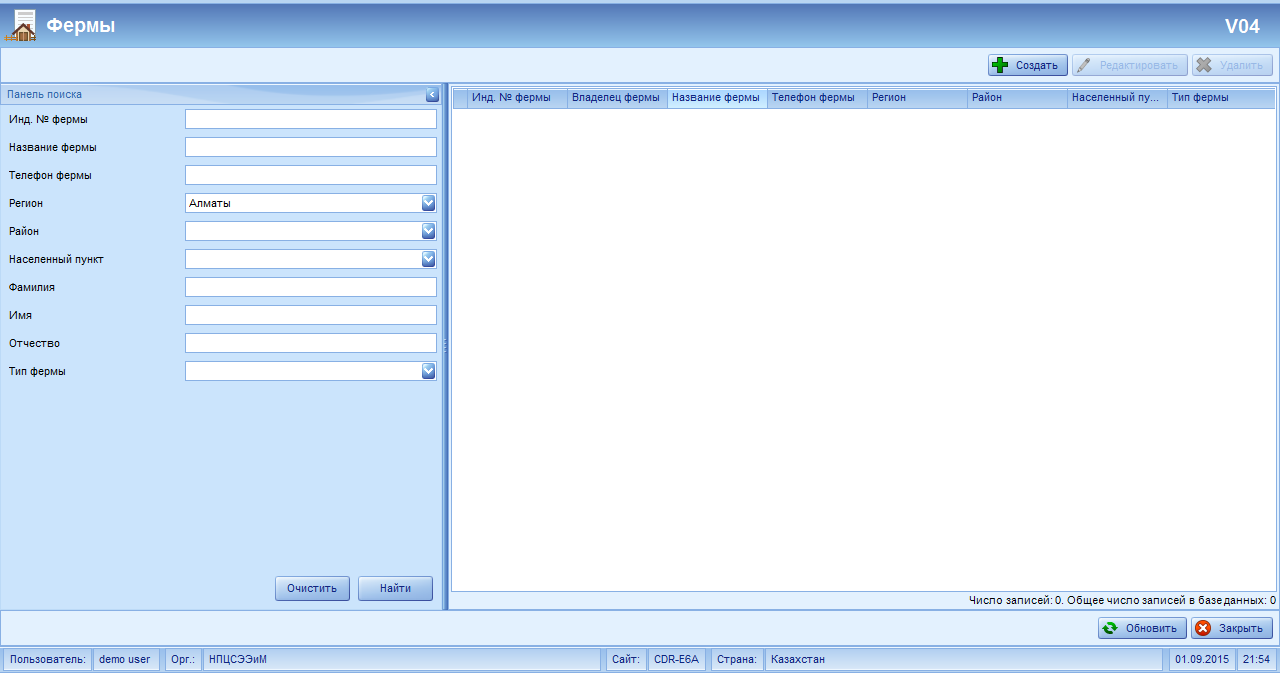 Фермы
V04
Создать Редактировать Удалить
Панель поиска
Инд. № фермы Владелец фермы Название фермы Телефон фермы Регион Район Населенный пу... Тип фермы
Инд. № фермы
Название фермы
Телефон фермы
Регион Алматы
Район
Населенный пункт
Фамилия
Имя
Отчество
Тип фермы
Очистить Найти
Число записей: 0. Общее число записей в базе данных: 0
Обновить Закрыть
Пользователь: demo user Орг.: НПЦСЭЭиМ Сайт: CDR-E6A Страна: Казахстан 01.09.2015 21:54